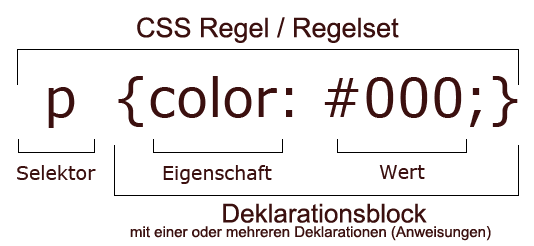 CSS Regel / Regelset
p {color: #000;}
Selektor Eigenschaft Wert
Deklarationsblock
mit einer oder mehreren Deklarationen (Anweisungen)